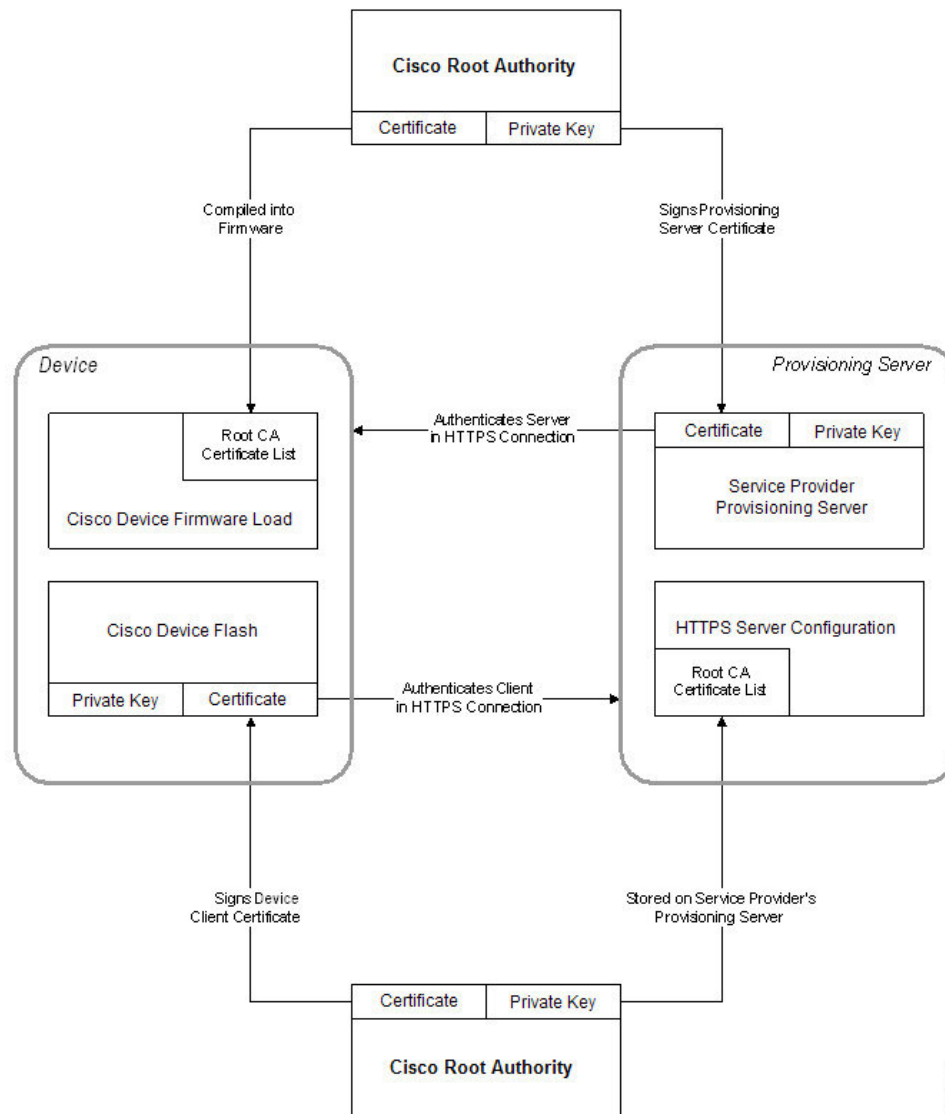 Cisco Root Authority
Certificate
Private Key
Compiled into
Firmware
Signs Provisioning
Server Certificate
Device
Provisioning Server
Root CA
Certificate List
Cisco Device Firmware Load
Authenticates Server
in HTTPS Connection
Certificate
Private Key
Service Provider
Provisioning Server
Cisco Device Flash
Private Key
Certificate
Authenticates Client
in HTTPS Connection
HTTPS Server Configuration
Root CA
Certificate List
Signs Device
Client Certificate
Stored on Service Provider's
Provisioning Server
Certificate
Private Key
Cisco Root Authority